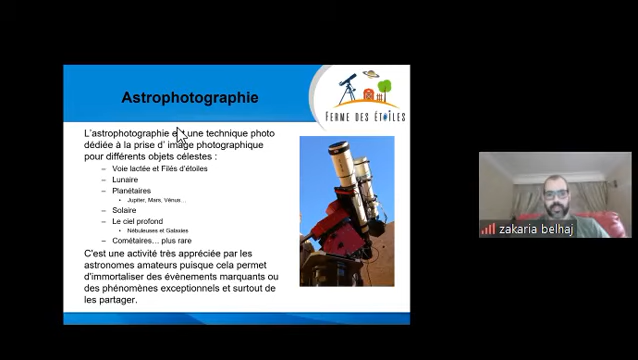 Astrophotographie
FERME DES ÉTOILES
L'astrophotographie est une technique photo
dédiée à la prise d' image photographique
pour différents objets célestes :
– Voie lactée et Filés d'étoiles
– Lunaire
– Planétaires
• Jupiter, Mars, Vénus…
– Solaire
– Le ciel profond
• Nébuleuses et Galaxies
– Cométaires… plus rare
C'est une activité très appréciée par les
astronomes amateurs puisque cela permet
d'immortaliser des évènements marquants ou
des phénomènes exceptionnels et surtout de
les partager.
zakaria belhaj